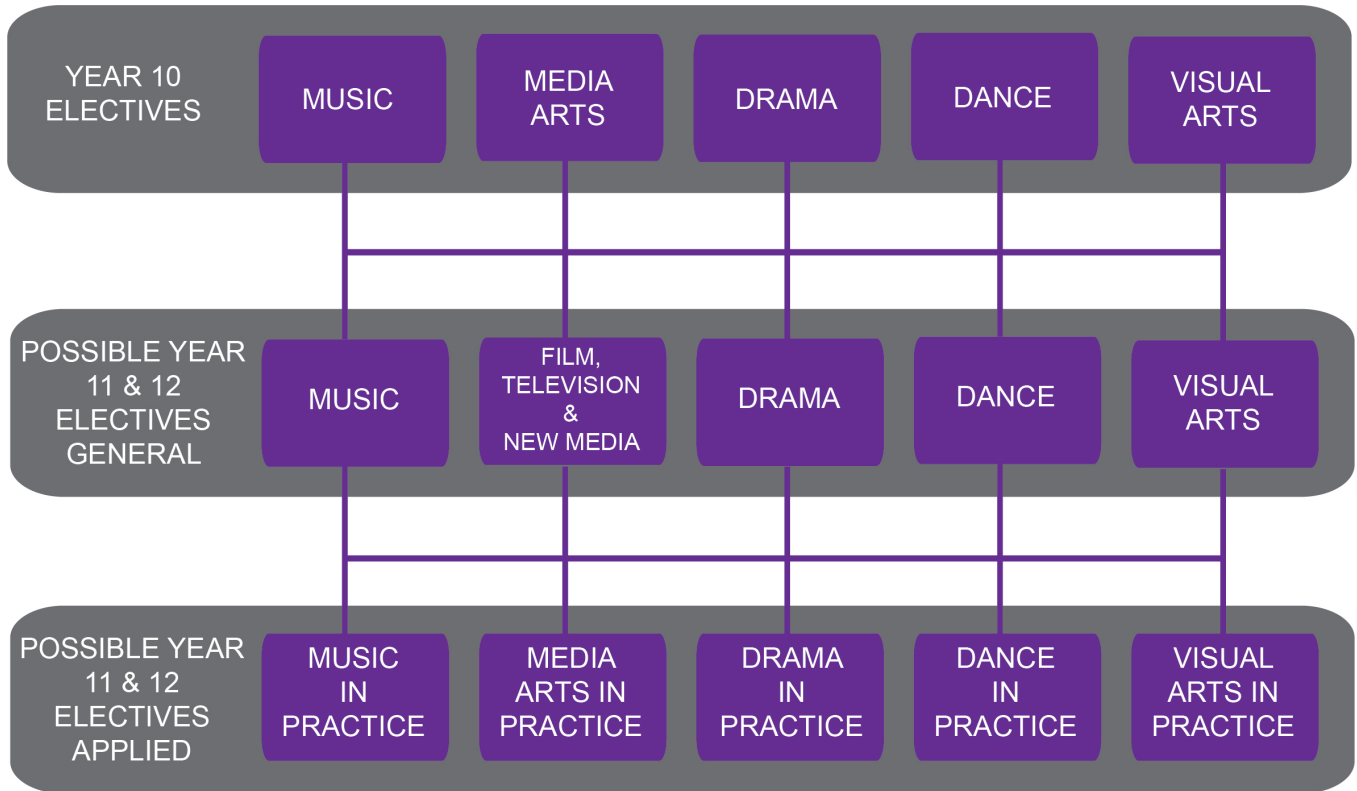 YEAR 10
ELECTIVES
MUSIC
MEDIA
ARTS
DRAMA
DANCE
VISUAL
ARTS
POSSIBLE YEAR
11 & 12
ELECTIVES
GENERAL
MUSIC
FILM,
TELEVISION
&
NEW MEDIA
DRAMA
DANCE
VISUAL
ARTS
POSSIBLE YEAR
11 & 12
ELECTIVES
APPLIED
MUSIC
IN
PRACTICE
MEDIA
ARTS IN
PRACTICE
DRAMA
IN
PRACTICE
DANCE
IN
PRACTICE
VISUAL
ARTS IN
PRACTICE